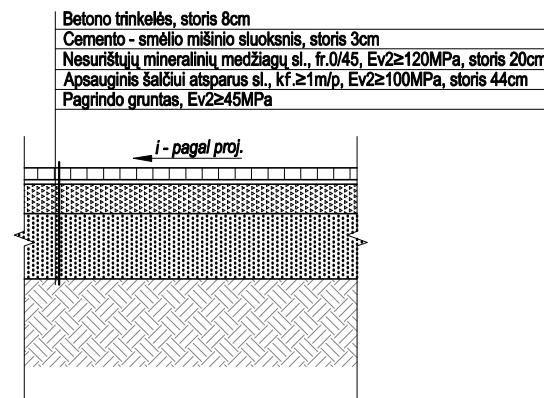 Betono trinkelės, storis 8cm
Cemento - smėlio mišinio sluoksnis, storis 3cm
Nesurištųjų mineralinių medžiagų sl., fr.0/45, Ev2≥120MPa, storis 20cm
Apsauginis šalčiui atsparus sl., kf.≥1m/p, Ev2≥100MPa, storis 44cm
Pagrindo gruntas, Ev2≥45MPa
i - pagal proj.